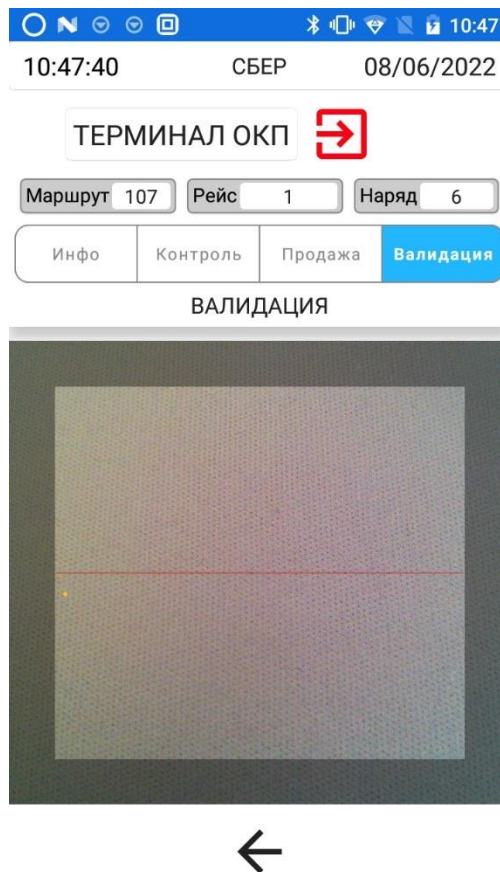 10:47
10:47:40 СБЕР 08/06/2022
ТЕРМИНАЛ ОКП
Маршрут 107 Рейс 1 Наряд 6
Инфо Контроль Продажа Валидация
ВАЛИДАЦИЯ